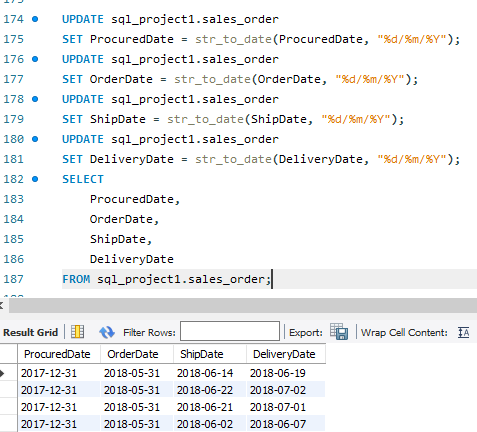 174 UPDATE sql_project1.sales_order
175 SET ProcuredDate = str_to_date(ProcuredDate, "%d/%m/%Y");
176 UPDATE sql_project1.sales_order
177 SET OrderDate = str_to_date(OrderDate, "%d/%m/%Y");
178 UPDATE sql_project1.sales_order
179 SET ShipDate = str_to_date(ShipDate, "%d/%m/%Y");
180 UPDATE sql_project1.sales_order
181 SET DeliveryDate = str_to_date(DeliveryDate, "%d/%m/%Y");
182 SELECT
183 ProcuredDate,
184 OrderDate,
185 ShipDate,
186 DeliveryDate
187 FROM sql_project1.sales_order;
Result Grid Filter Rows: Export: Wrap Cell Content:
ProcuredDate OrderDate ShipDate DeliveryDate
2017-12-31 2018-05-31 2018-06-14 2018-06-19
2017-12-31 2018-05-31 2018-06-22 2018-07-02
2017-12-31 2018-05-31 2018-06-21 2018-07-01
2017-12-31 2018-05-31 2018-06-02 2018-06-07